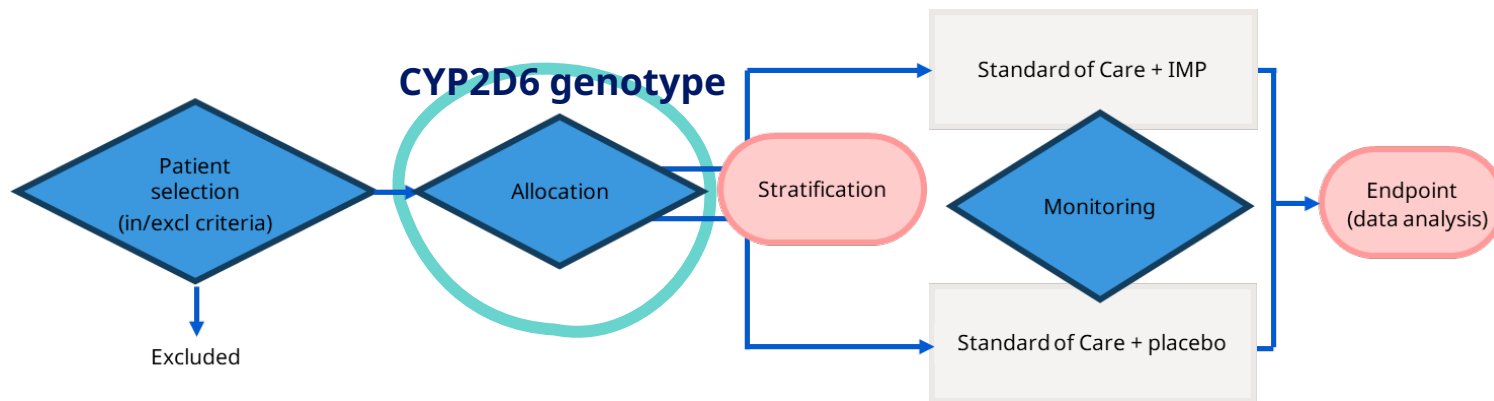 CYP2D6 genotype
Patient
selection
(in/excl criteria)
Excluded
Allocation
Stratification
Standard of Care + IMP
Monitoring
Standard of Care + placebo
Endpoint
(data analysis)